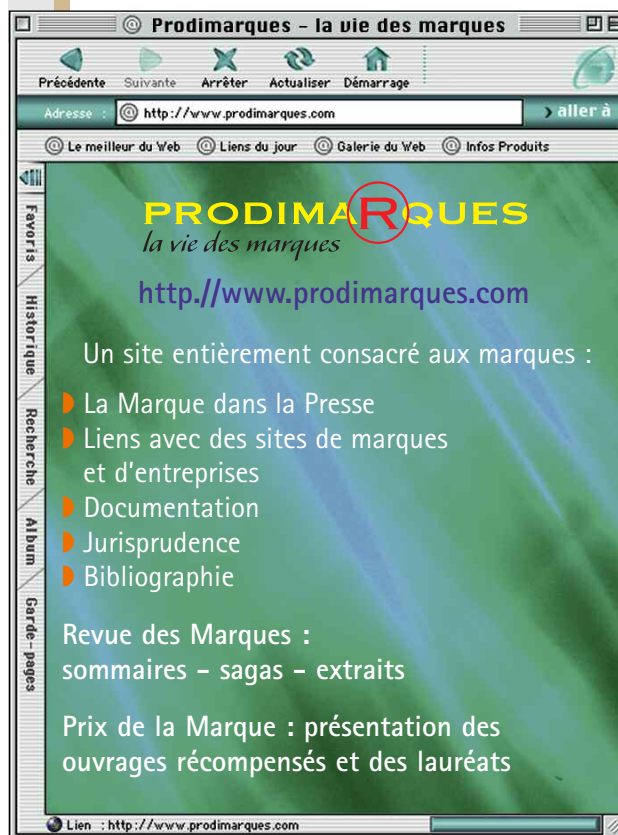 @ Prodimarques - la vie des marques
Précédente Suivante Arrêter Actualiser Démarrage
Adresse : @ http://www.prodimarques.com › aller à
@ Le meilleur du Web @ Liens du jour @ Galerie du Web @ Infos Produits
Favoris
Historique
Recherche
Album
Garde-pages
PRODIMARQUES
la vie des marques
http.//www.prodimarques.com
Un site entièrement consacré aux marques :
La Marque dans la Presse
Liens avec des sites de marques
et d'entreprises
Documentation
Jurisprudence
Bibliographie
Revue des Marques :
sommaires - sagas - extraits
Prix de la Marque : présentation des
ouvrages récompensés et des lauréats
Lien : http://www.prodimarques.com